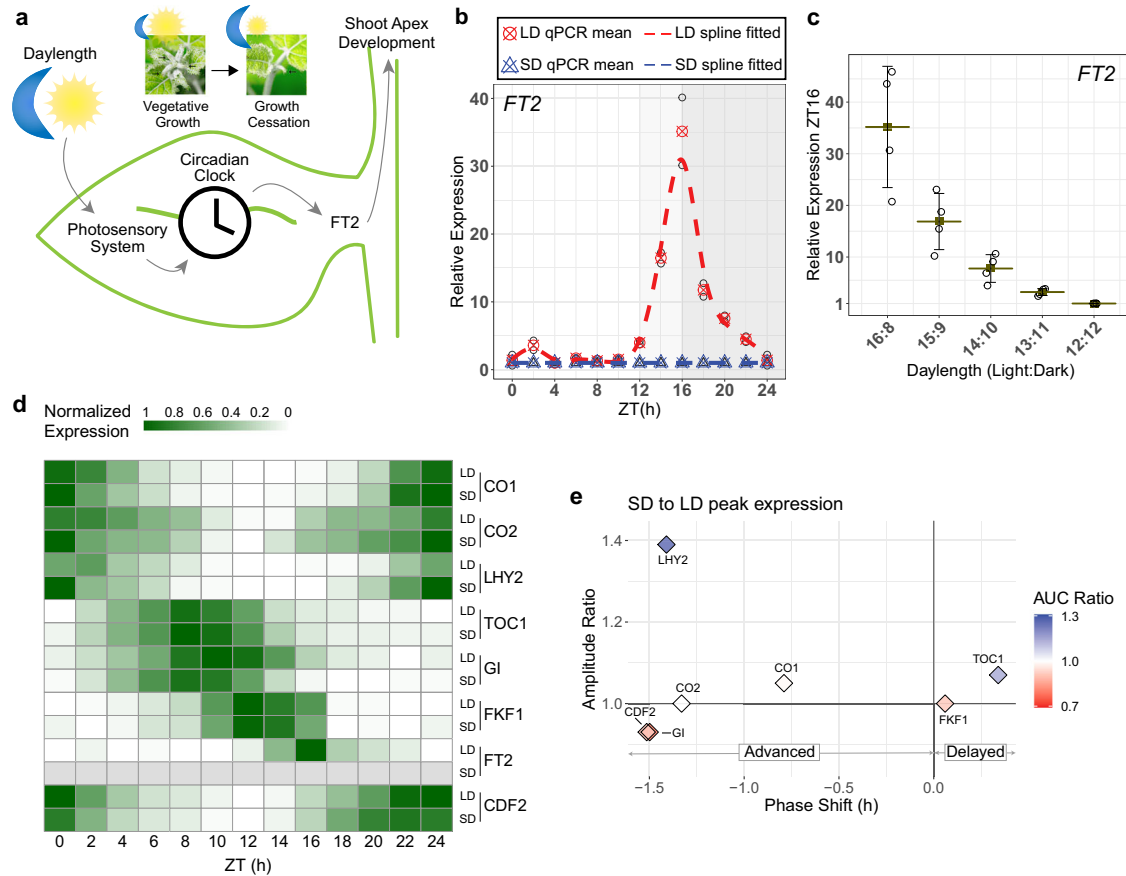 a
Daylength
Vegetative
Growth
Growth
Cessation
Shoot Apex
Development
Circadian
Clock
Photosensory
System
FT2
b
LD qPCR mean
LD spline fitted
SD qPCR mean
SD spline fitted
FT2
Relative Expression
40
30
20
10
0
0 4 8 12 16 20 24
ZT(h)
c
FT2
Relative Expression ZT16
40
30
20
10
1
16:8
15:9
14:10
13:11
12:12
Daylength (Light:Dark)
d
Normalized
Expression
1 0.8 0.6 0.4 0.2 0
LD
SD
CO1
LD
SD
CO2
LD
SD
LHY2
LD
SD
TOC1
LD
SD
GI
LD
SD
FKF1
LD
SD
FT2
LD
SD
CDF2
0 2 4 6 8 10 12 14 16 18 20 22 24
ZT (h)
e
SD to LD peak expression
Amplitude Ratio
1.4
1.2
1.0
LHY2
CO1
TOC1
CO2
FKF1
CDF2
GI
Advanced
Delayed
−1.5 −1.0 −0.5 0.0
Phase Shift (h)
AUC Ratio
1.3
1.0
0.7